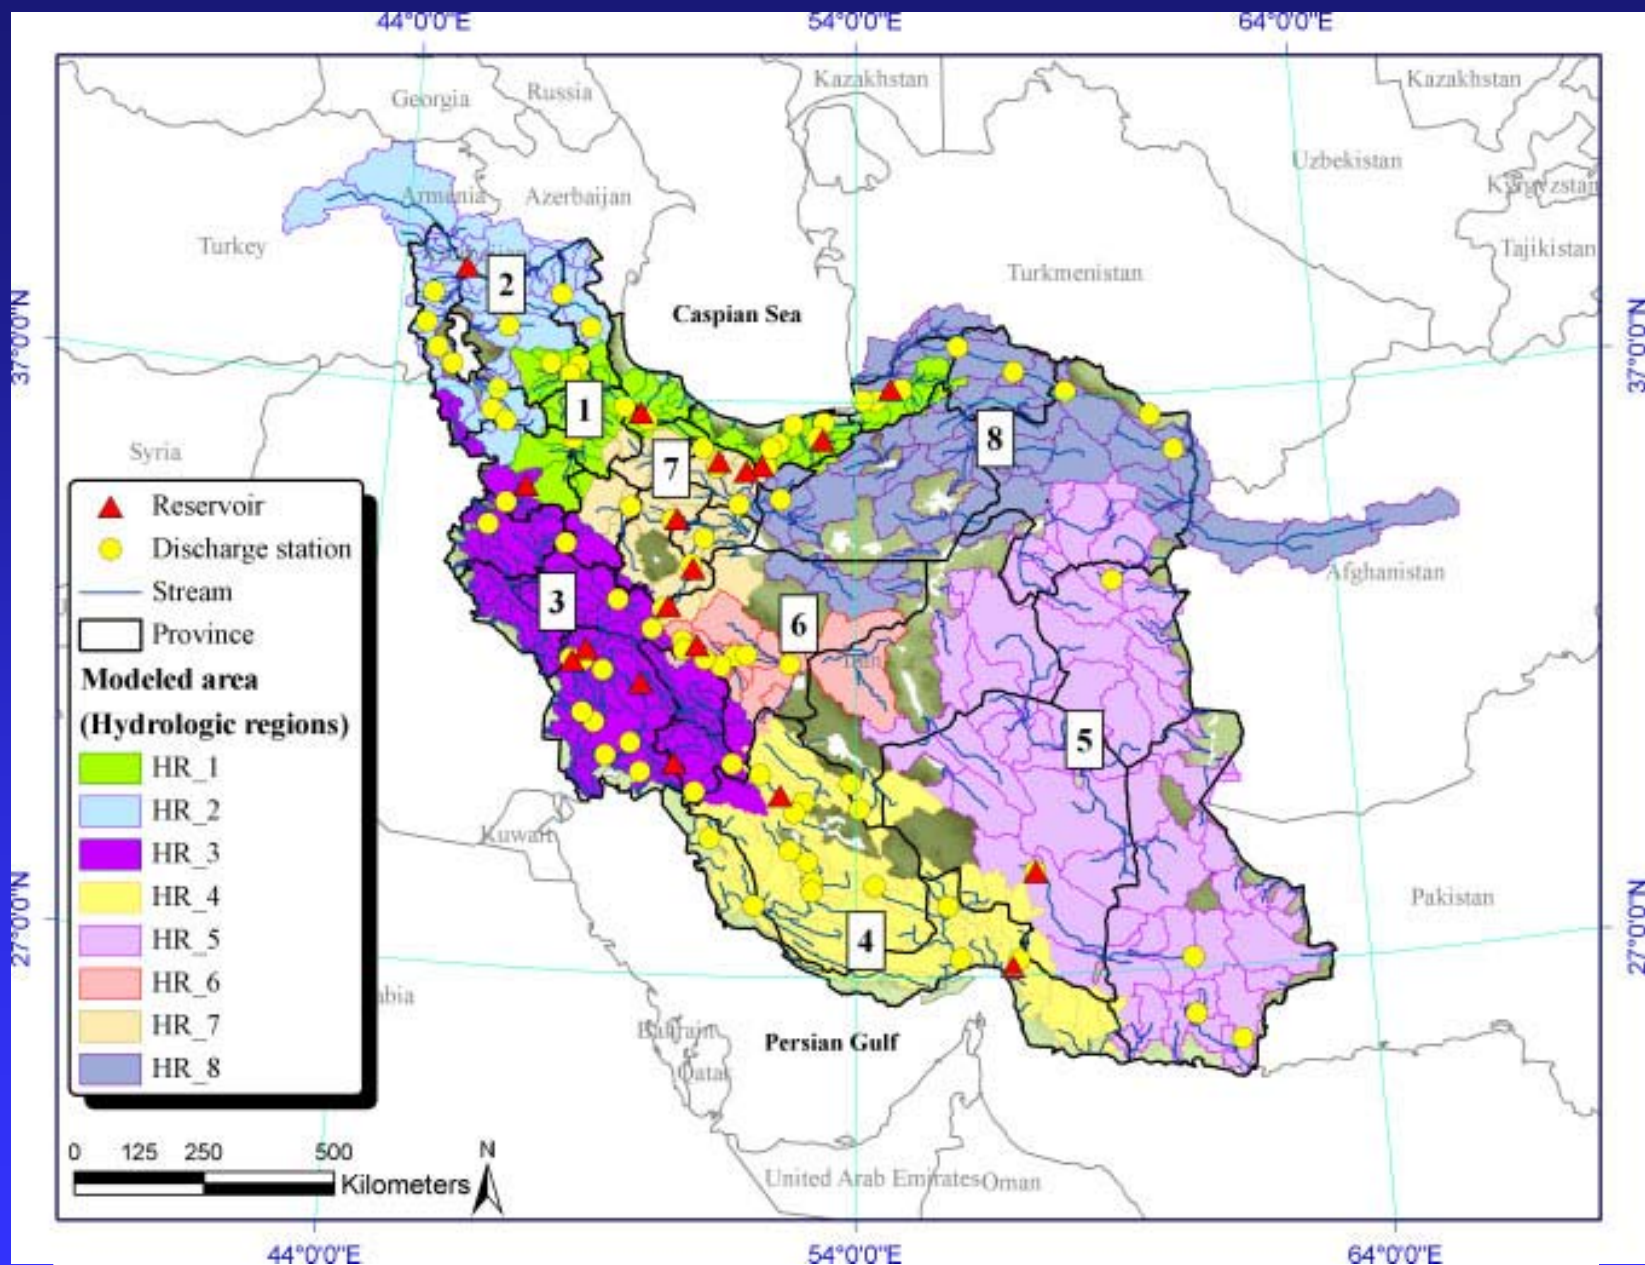 44°0'0"E 54°0'0"E 64°0'0"E
Kazakhstan Kazakhstan
Georgia Russia
Uzbekistan
Kyrgyzstan
Armenia Azerbaijan
Turkey Tajikistan
Turkmenistan
2
Caspian Sea
37°0'0"N 37°0'0"N
1
8
Syria
7
Reservoir
Discharge station
Stream
Province
Modeled area
(Hydrologic regions)
HR_1
HR_2
HR_3
HR_4
HR_5
HR_6
HR_7
HR_8
Afghanistan
3
6
Iran
5
Kuwait
Pakistan
27°0'0"N 27°0'0"N
4
abia
Bahrain
Persian Gulf
Qatar
United Arab Emirates Oman
0 125 250 500
Kilometers
N
44°0'0"E 54°0'0"E 64°0'0"E